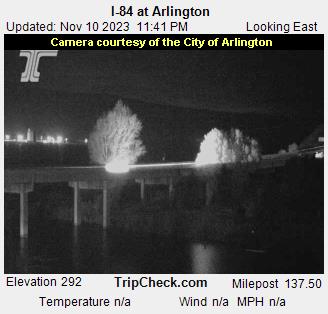 I-84 at Arlington
Updated: Nov 10 2023 11:41 PM Looking East
Camera courtesy of the City of Arlington
Elevation 292 TripCheck.com Milepost 137.50
Temperature n/a Wind n/a MPH n/a